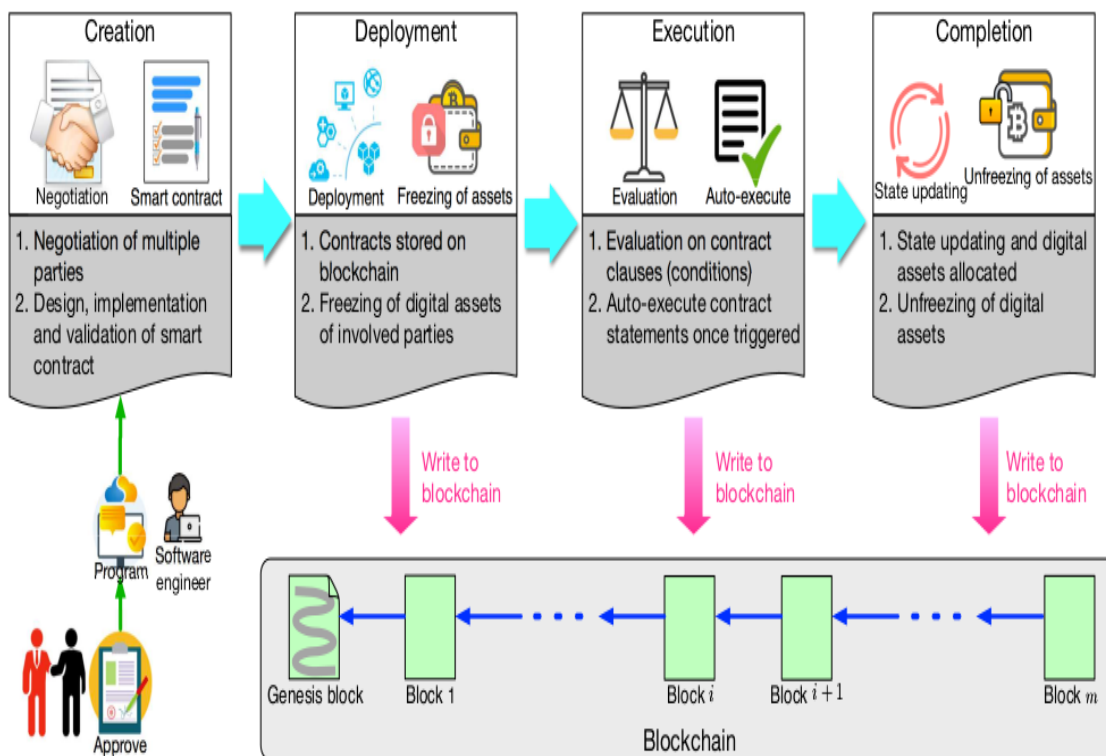 Creation
Negotiation
Smart contract
1. Negotiation of multiple
parties
2. Design, implementation
and validation of smart
contract
Deployment
Deployment
Freezing of assets
1. Contracts stored on
blockchain
2. Freezing of digital assets
of involved parties
Execution
Evaluation
Auto-execute
1. Evaluation on contract
clauses (conditions)
2. Auto-execute contract
statements once triggered
Completion
State updating
Unfreezing of assets
1. State updating and digital
assets allocated
2. Unfreezing of digital
assets
Write to
blockchain
Write to
blockchain
Write to
blockchain
Program
Software
engineer
Approve
Genesis block
Block 1
Block i
Block i + 1
Block m
Blockchain